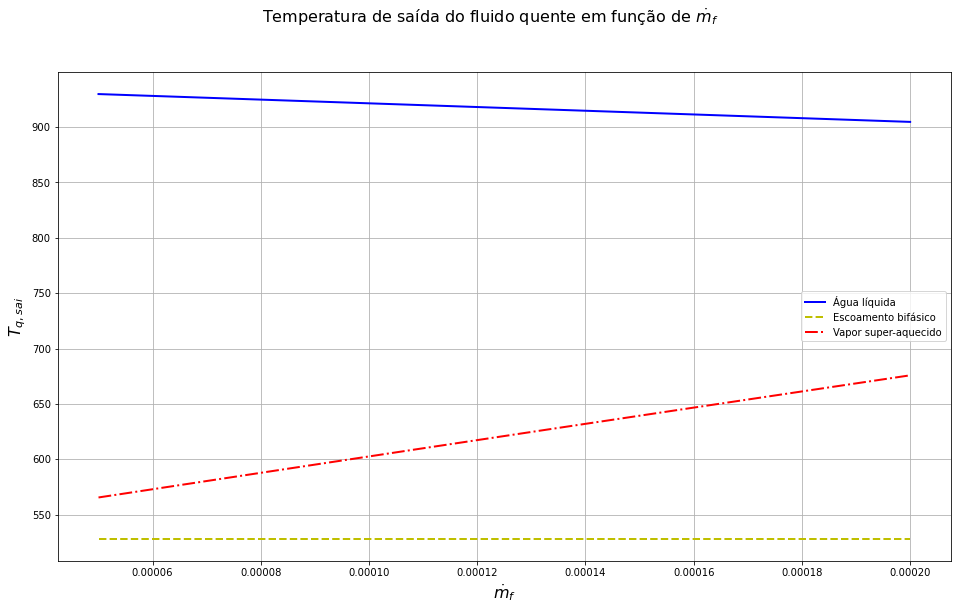 Temperatura de saída do fluido quente em função de ṁ_f
900
850
800
750
700
650
600
550
T_{q, sai}
Água líquida
Escoamento bifásico
Vapor super-aquecido
0.00006 0.00008 0.00010 0.00012 0.00014 0.00016 0.00018 0.00020
ṁ_f